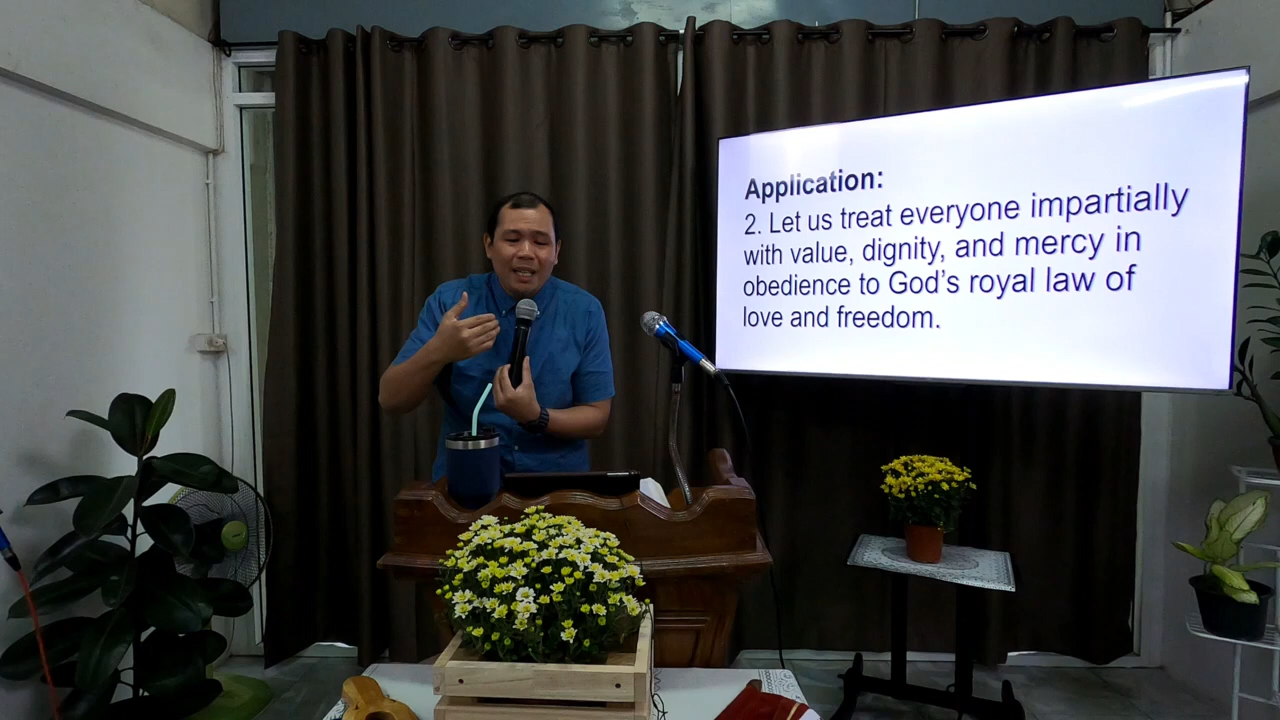 Application:
2. Let us treat everyone impartially
with value, dignity, and mercy in
obedience to God's royal law of
love and freedom.